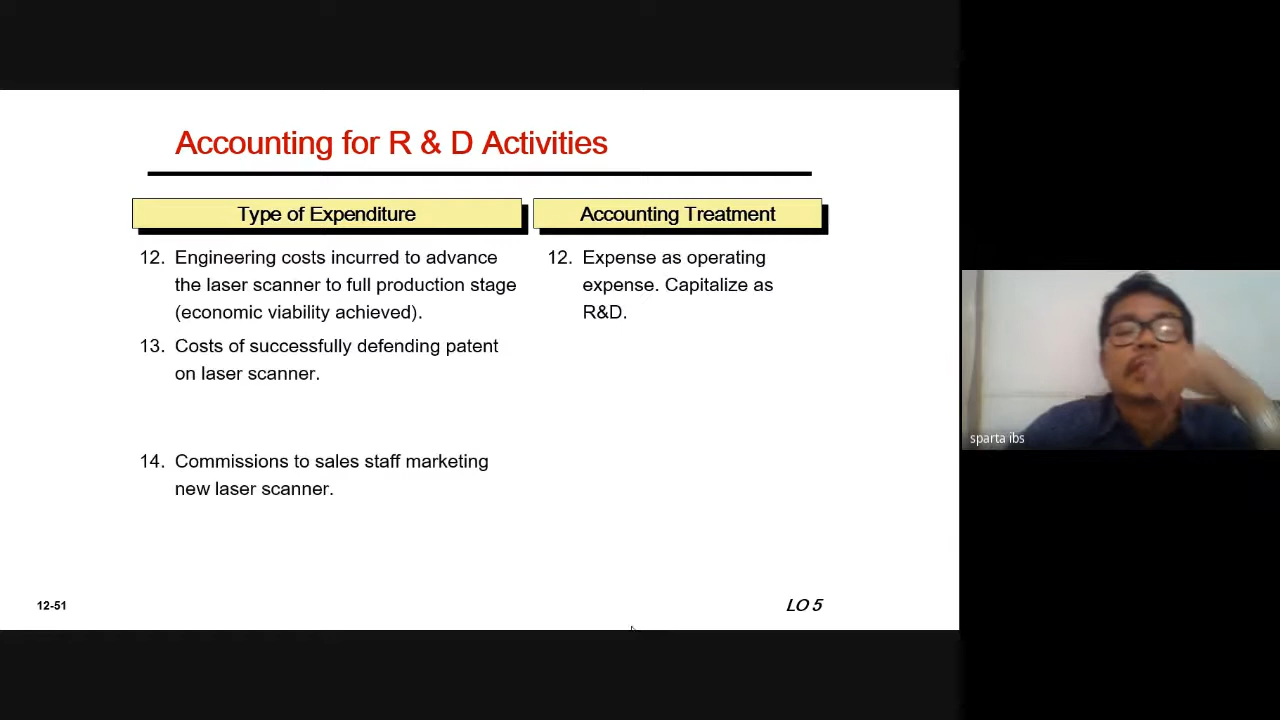 Accounting for R & D Activities
Type of Expenditure
Accounting Treatment
12. Engineering costs incurred to advance
the laser scanner to full production stage
(economic viability achieved).
12. Expense as operating
expense. Capitalize as
R&D.
13. Costs of successfully defending patent
on laser scanner.
14. Commissions to sales staff marketing
new laser scanner.
12-51
LO 5
sparta ibs